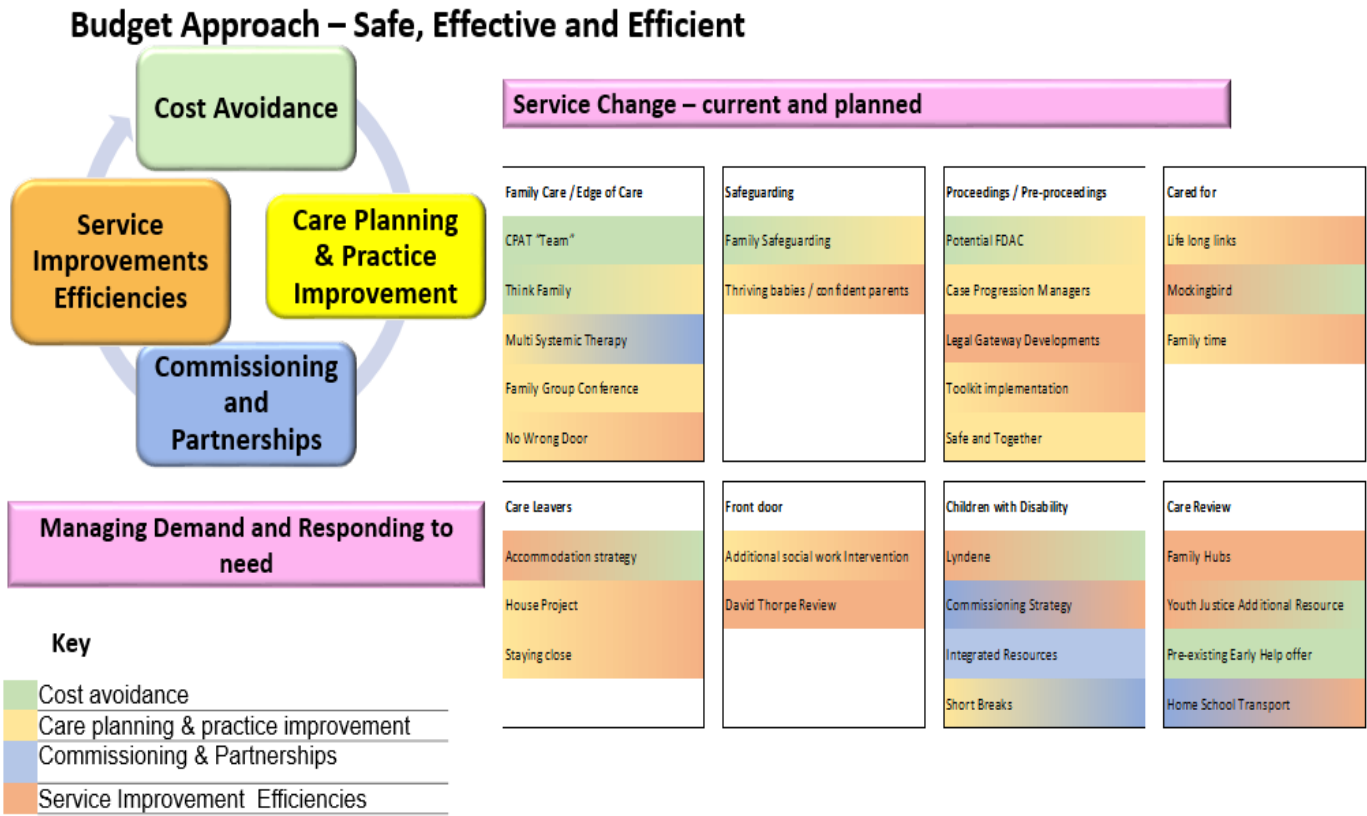 Budget Approach – Safe, Effective and Efficient
Cost Avoidance
Care Planning
& Practice
Improvement
Commissioning
and
Partnerships
Service
Improvements
Efficiencies
Managing Demand and Responding to
need
Key
Cost avoidance
Care planning & practice improvement
Commissioning & Partnerships
Service Improvement Efficiencies
Service Change – current and planned
Family Care / Edge of Care
CPAT "Team"
Think Family
Multi Systemic Therapy
Family Group Conference
No Wrong Door
Safeguarding
Family Safeguarding
Thriving babies / confident parents
Proceedings / Pre-proceedings
Potential FDAC
Case Progression Managers
Legal Gateway Developments
Toolkit implementation
Safe and Together
Cared for
Life long links
Mockingbird
Family time
Care Leavers
Accommodation strategy
House Project
Staying close
Front door
Additional social work Intervention
David Thorpe Review
Children with Disability
Lyndene
Commissioning Strategy
Integrated Resources
Short Breaks
Care Review
Family Hubs
Youth Justice Additional Resource
Pre-existing Early Help offer
Home School Transport